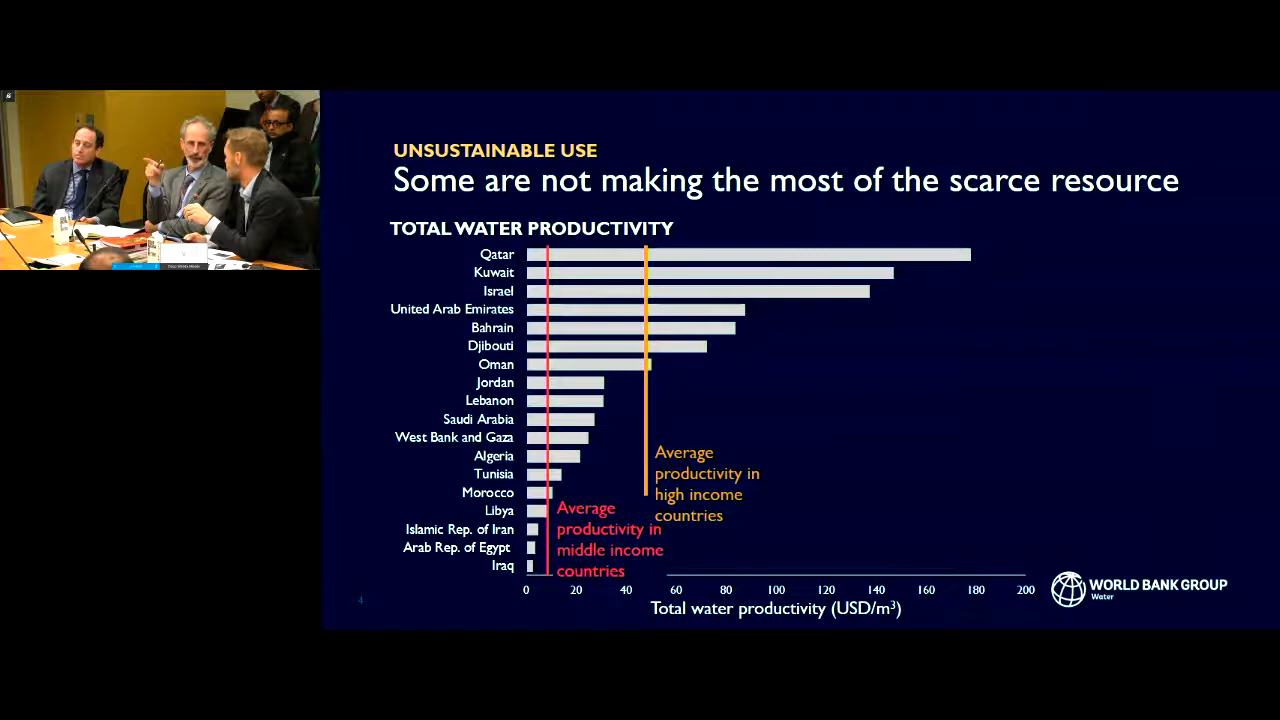 UNSUSTAINABLE USE
Some are not making the most of the scarce resource
TOTAL WATER PRODUCTIVITY
Qatar
Kuwait
Israel
United Arab Emirates
Bahrain
Djibouti
Oman
Jordan
Lebanon
Saudi Arabia
West Bank and Gaza
Algeria
Tunisia
Morocco
Libya
Islamic Rep. of Iran
Arab Rep. of Egypt
Iraq
Average
productivity in
high income
countries
Average
productivity in
middle income
countries
0 20 40 60 80 100 120 140 160 180 200
Total water productivity (USD/m³)
4
WORLD BANK GROUP
Water